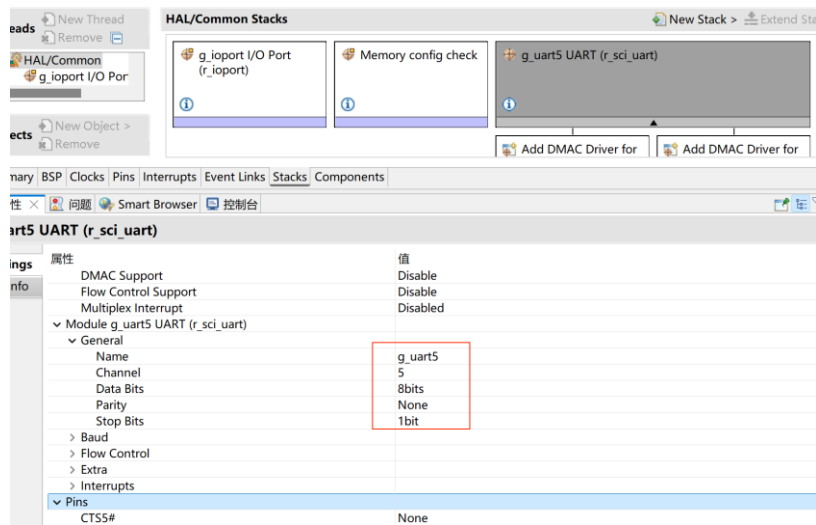 eads New Thread HAL/Common Stacks New Stack > Extend Sta
Remove
HAL/Common
g_ioport I/O Por
g_ioport I/O Port
(r_ioport)
Memory config check
g_uart5 UART (r_sci_uart)
ects New Object >
Remove
Add DMAC Driver for Add DMAC Driver for
mary BSP Clocks Pins Interrupts Event Links Stacks Components
性 问题 Smart Browser 控制台
art5 UART (r_sci_uart)
ings
nfo
属性 值
DMAC Support Disable
Flow Control Support Disable
Multiplex Interrupt Disabled
Module g_uart5 UART (r_sci_uart)
General
Name g_uart5
Channel 5
Data Bits 8bits
Parity None
Stop Bits 1bit
Baud
Flow Control
Extra
Interrupts
Pins
CTS5# None